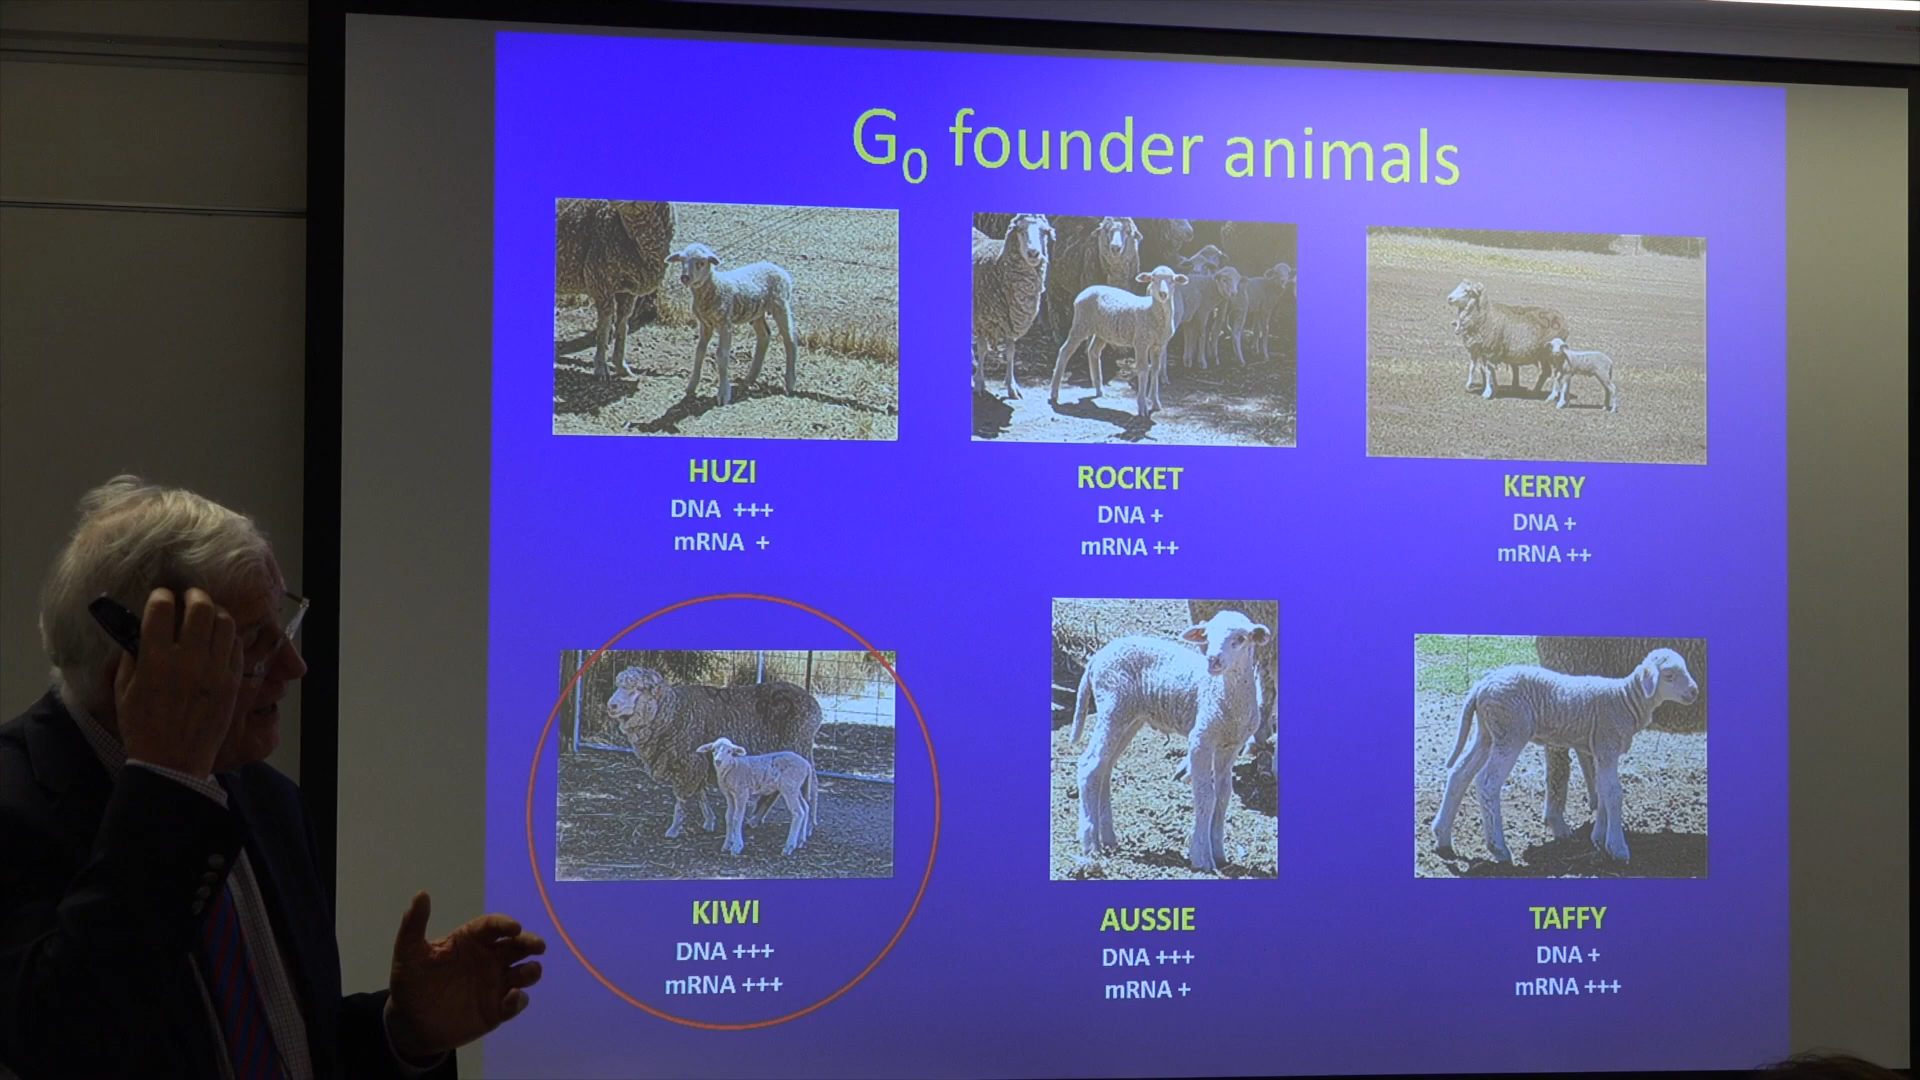 G₀ founder animals
HUZI
DNA +++
mRNA +
ROCKET
DNA +
mRNA ++
KERRY
DNA +
mRNA ++
KIWI
DNA +++
mRNA +++
AUSSIE
DNA +++
mRNA +
TAFFY
DNA +
mRNA +++